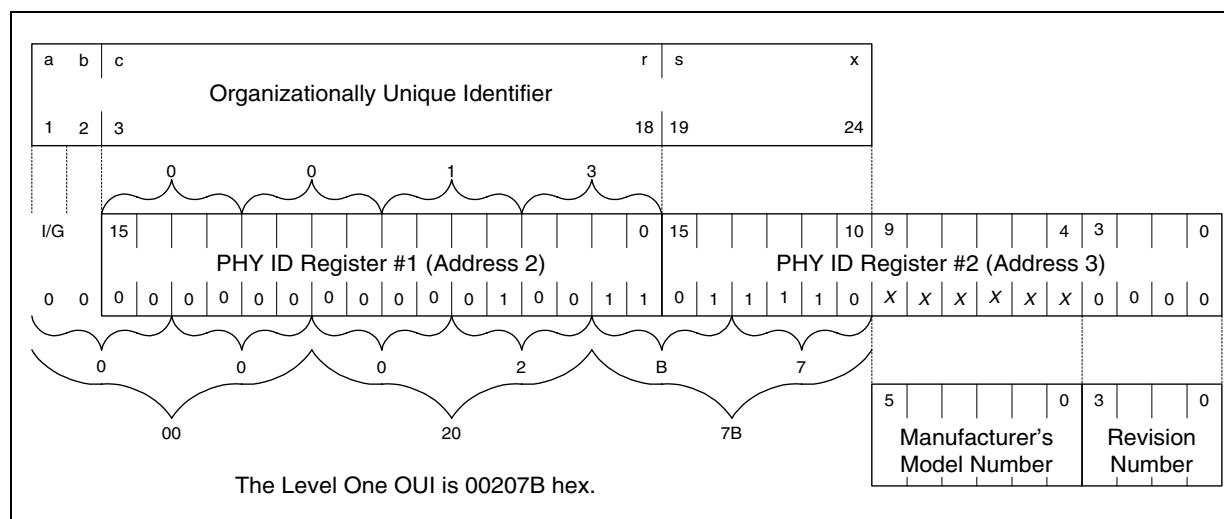 a b c r s x
Organizationally Unique Identifier
1 2 3 18 19 24
0 0 1 3
I/G 15 0 15 10 9 4 3 0
PHY ID Register #1 (Address 2) PHY ID Register #2 (Address 3)
0 0 0 0 0 0 0 0 0 0 0 0 0 1 0 0 1 1 0 1 1 1 1 0 X X X X X X 0 0 0 0
0 0 0 2 B 7
5 0 3 0
00 20 7B
Manufacturer's Model Number
Revision Number
The Level One OUI is 00207B hex.